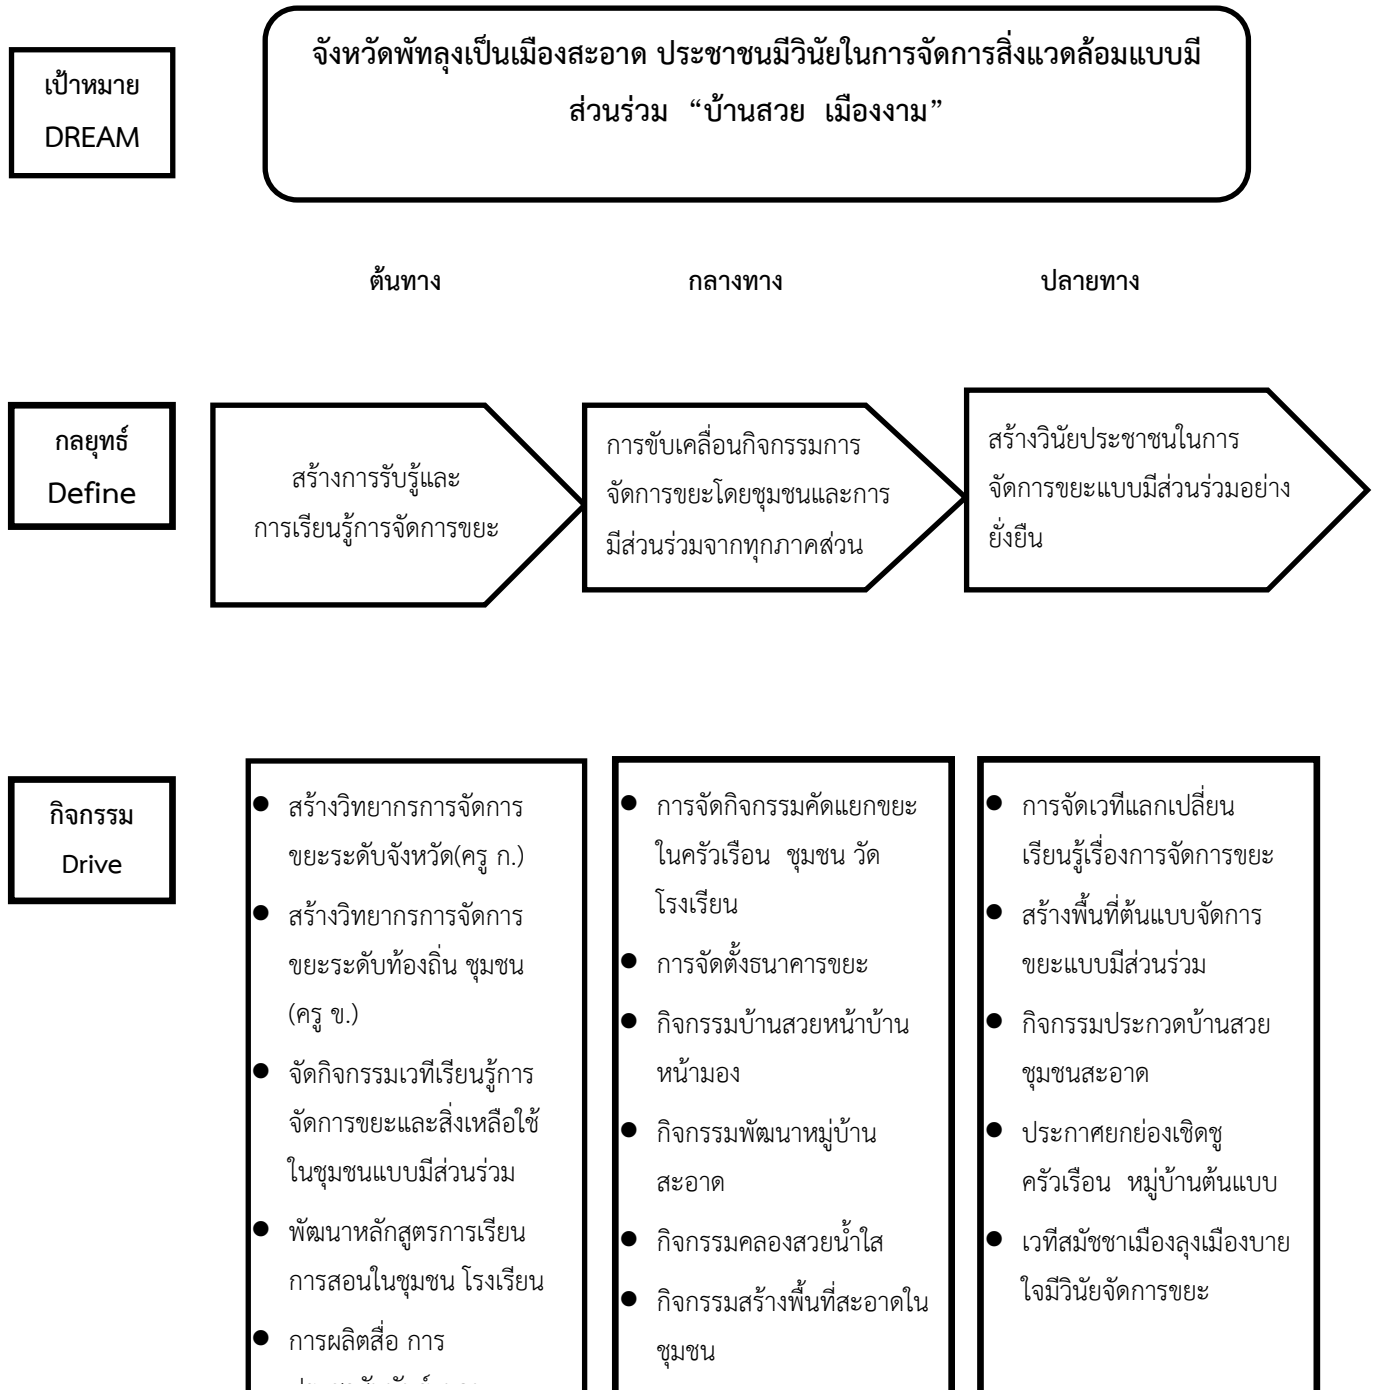 เป้าหมาย
DREAM
จังหวัดพัทลุงเป็นเมืองสะอาด ประชาชนมีวินัยในการจัดการสิ่งแวดล้อมแบบมี
ส่วนร่วม “บ้านสวย เมืองงาม”
ต้นทาง
กลางทาง
ปลายทาง
กลยุทธ์
Define
สร้างการรับรู้และ
การเรียนรู้การจัดการขยะ
การขับเคลื่อนกิจกรรมการ
จัดการขยะโดยชุมชนและการ
มีส่วนร่วมจากทุกภาคส่วน
สร้างวินัยประชาชนในการ
จัดการขยะแบบมีส่วนร่วมอย่าง
ยั่งยืน
กิจกรรม
Drive
● สร้างวิทยากรการจัดการ
ขยะระดับจังหวัด(ครู ก.)
● สร้างวิทยากรการจัดการ
ขยะระดับท้องถิ่น ชุมชน
(ครู ข.)
● จัดกิจกรรมเวทีเรียนรู้การ
จัดการขยะและสิ่งเหลือใช้
ในชุมชนแบบมีส่วนร่วม
● พัฒนาหลักสูตรการเรียน
การสอนในชุมชน โรงเรียน
● การผลิตสื่อ การ
● การจัดกิจกรรมคัดแยกขยะ
ในครัวเรือน ชุมชน วัด
โรงเรียน
● การจัดตั้งธนาคารขยะ
● กิจกรรมบ้านสวยหน้าบ้าน
หน้ามอง
● กิจกรรมพัฒนาหมู่บ้าน
สะอาด
● กิจกรรมคลองสวยน้ำใส
● กิจกรรมสร้างพื้นที่สะอาดใน
ชุมชน
● การจัดเวทีแลกเปลี่ยน
เรียนรู้เรื่องการจัดการขยะ
● สร้างพื้นที่ต้นแบบจัดการ
ขยะแบบมีส่วนร่วม
● กิจกรรมประกวดบ้านสวย
ชุมชนสะอาด
● ประกาศยกย่องเชิดชู
ครัวเรือน หมู่บ้านต้นแบบ
● เวทีสมัชชาเมืองลุงเมืองบาย
ใจมีวินัยจัดการขยะ